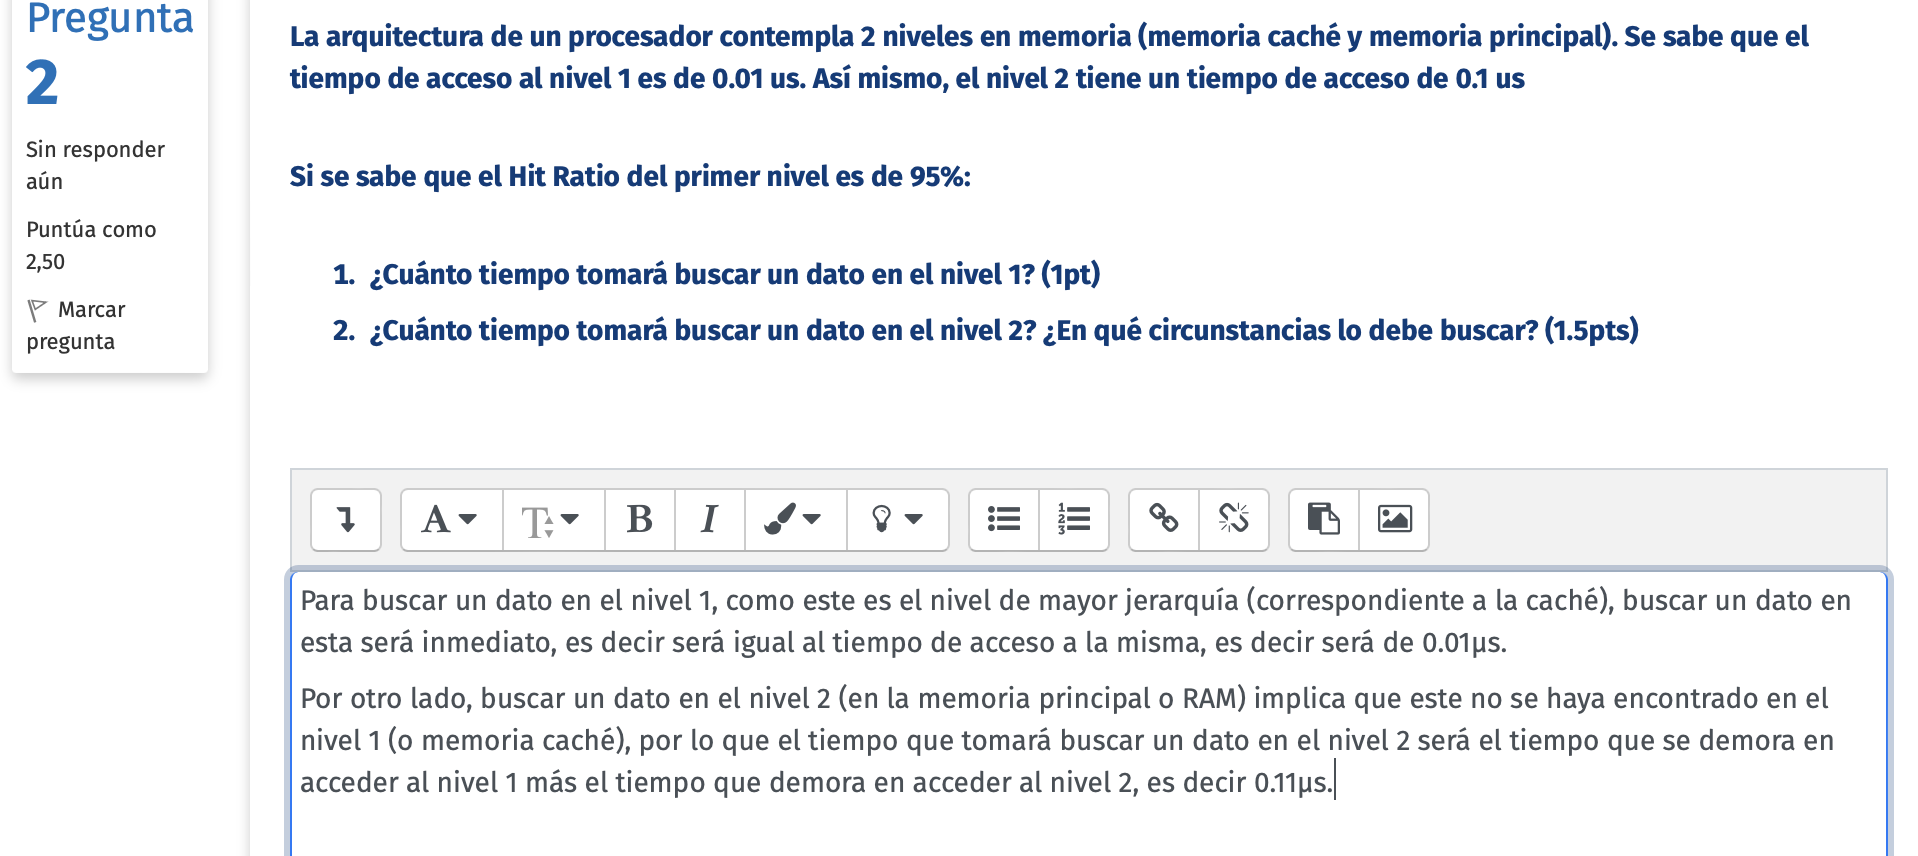 Pregunta
2
Sin responder
aún
Puntúa como
2,50
Marcar
pregunta
La arquitectura de un procesador contempla 2 niveles en memoria (memoria caché y memoria principal). Se sabe que el
tiempo de acceso al nivel 1 es de 0.01 us. Así mismo, el nivel 2 tiene un tiempo de acceso de 0.1 us
Si se sabe que el Hit Ratio del primer nivel es de 95%:
1. ¿Cuánto tiempo tomará buscar un dato en el nivel 1? (1pt)
2. ¿Cuánto tiempo tomará buscar un dato en el nivel 2? ¿En qué circunstancias lo debe buscar? (1.5pts)
Para buscar un dato en el nivel 1, como este es el nivel de mayor jerarquía (correspondiente a la caché), buscar un dato en
esta será inmediato, es decir será igual al tiempo de acceso a la misma, es decir será de 0.01µs.
Por otro lado, buscar un dato en el nivel 2 (en la memoria principal o RAM) implica que este no se haya encontrado en el
nivel 1 (o memoria caché), por lo que el tiempo que tomará buscar un dato en el nivel 2 será el tiempo que se demora en
acceder al nivel 1 más el tiempo que demora en acceder al nivel 2, es decir 0.11µs.